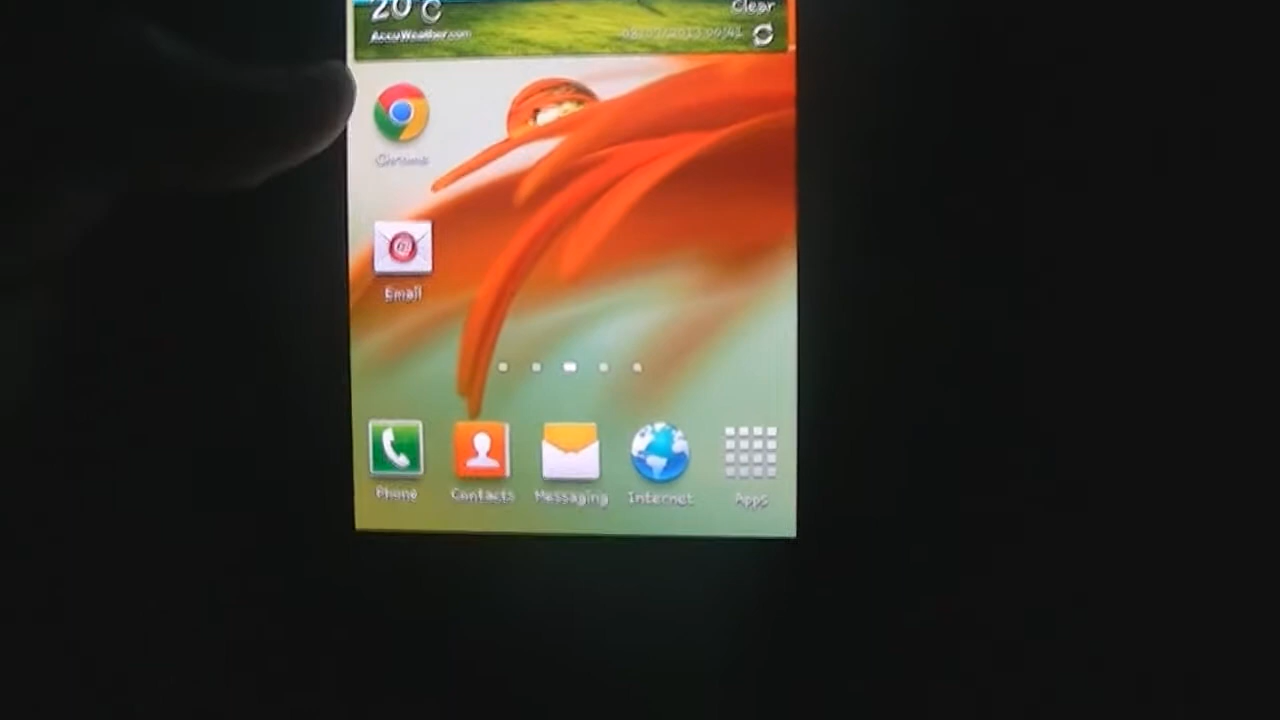 20°C
Clear
AccuWeather.com
Chrome
Email
Phone
Contacts
Messaging
Internet
Apps